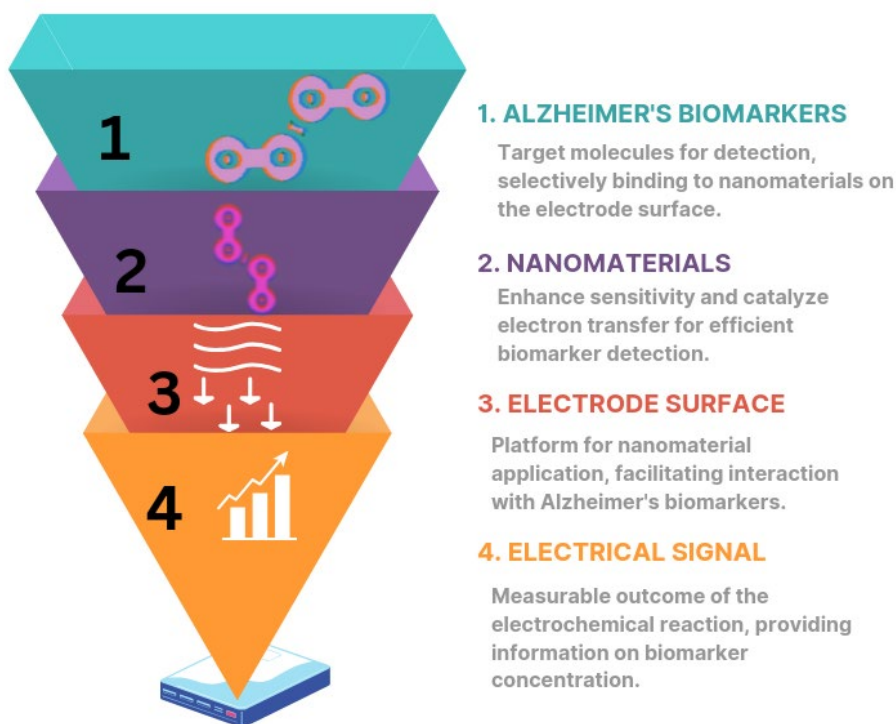 1
2
3
4
1. ALZHEIMER'S BIOMARKERS
Target molecules for detection,
selectively binding to nanomaterials on
the electrode surface.
2. NANOMATERIALS
Enhance sensitivity and catalyze
electron transfer for efficient
biomarker detection.
3. ELECTRODE SURFACE
Platform for nanomaterial
application, facilitating interaction
with Alzheimer's biomarkers.
4. ELECTRICAL SIGNAL
Measurable outcome of the
electrochemical reaction, providing
information on biomarker
concentration.